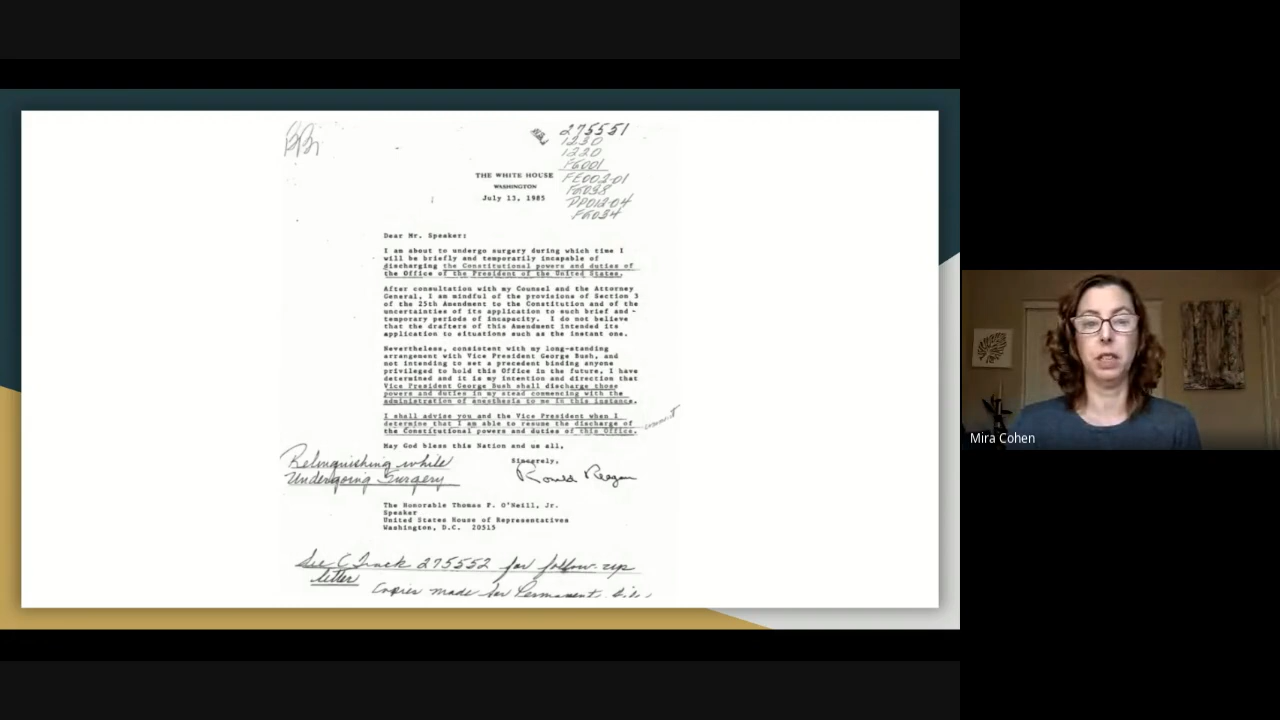 275551
1230
1220
FG001
FE002-01
FG038
PP012-04
FG034
THE WHITE HOUSE
WASHINGTON
July 13, 1985
Dear Mr. Speaker:
I am about to undergo surgery during which time I
will be briefly and temporarily incapable of
discharging the Constitutional powers and duties of
the Office of the President of the United States.
After consultation with my Counsel and the Attorney
General, I am mindful of the provisions of Section 3
of the 25th Amendment to the Constitution and of the
uncertainties of its application to such brief and
temporary periods of incapacity. I do not believe
that the drafters of this Amendment intended its
application to situations such as the instant one.
Nevertheless, consistent with my long-standing
arrangement with Vice President George Bush, and
not intending to set a precedent binding anyone
privileged to hold this Office in the future, I have
determined and it is my intention and direction that
Vice President George Bush shall discharge those
powers and duties in my stead commencing with the
administration of anesthesia to me in this instance.
I shall advise you and the Vice President when I
determine that I am able to resume the discharge of
the Constitutional powers and duties of this Office.
May God bless this Nation and us all.
Relinquishing while
Undergoing Surgery
Sincerely,
Ronald Reagan
The Honorable Thomas P. O'Neill, Jr.
Speaker
United States House of Representatives
Washington, D.C. 20515
See C Track 275552 for follow-up
letter
Copies made for Permanent
Mira Cohen